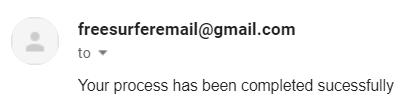 freesurferemail@gmail.com
to
Your process has been completed sucessfully